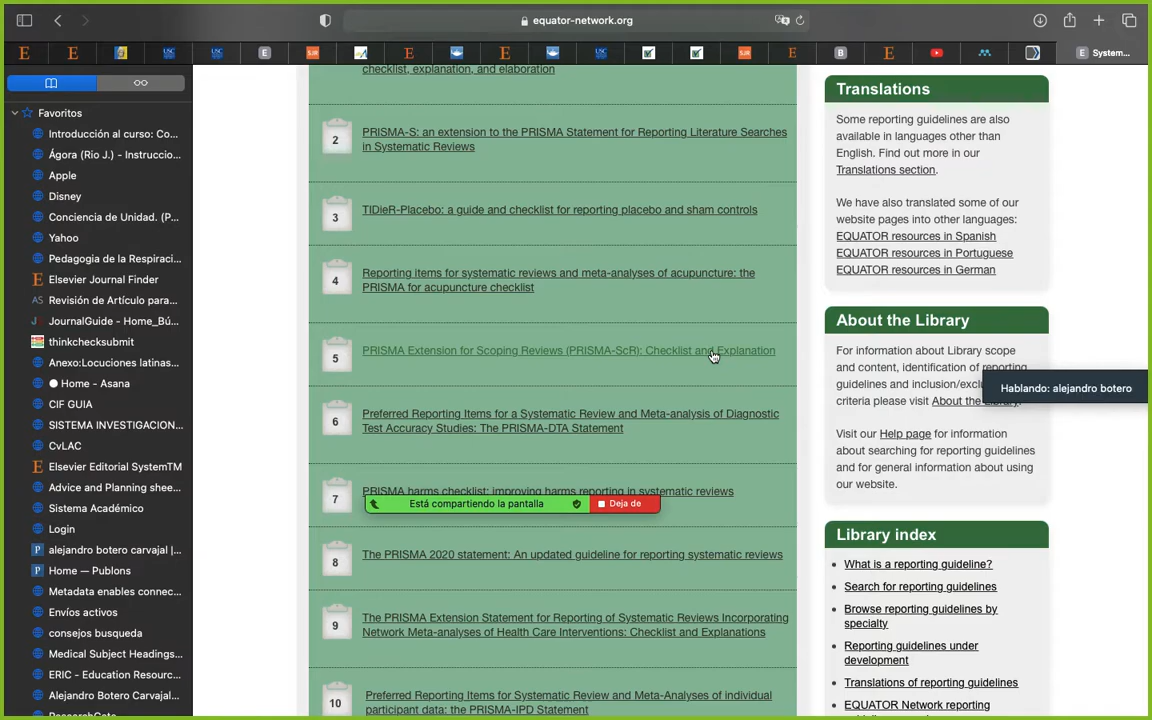 equator-network.org
E
USC
USC
E
SJR
E
E
USC
SJR
E
B
E
E System...
Favoritos
Introducción al curso: Co...
Ágora (Rio J.) - Instruccio...
Apple
Disney
Conciencia de Unidad. (P...
Yahoo
Pedagogia de la Respiraci...
Elsevier Journal Finder
AS Revisión de Artículo para...
JournalGuide - Home_Bú...
thinkchecksubmit
Anexo:Locuciones latinas...
Home - Asana
CIF GUIA
SISTEMA INVESTIGACION...
CvLAC
Elsevier Editorial SystemTM
Advice and Planning shee...
Sistema Académico
Login
P alejandro botero carvajal |...
P Home — Publons
Metadata enables connec...
Envíos activos
consejos busqueda
Medical Subject Headings...
ERIC - Education Resourc...
Alejandro Botero Carvajal...
ResearchGate
checklist, explanation, and elaboration
2
PRISMA-S: an extension to the PRISMA Statement for Reporting Literature Searches
in Systematic Reviews
3
TIDieR-Placebo: a guide and checklist for reporting placebo and sham controls
4
Reporting items for systematic reviews and meta-analyses of acupuncture: the
PRISMA for acupuncture checklist
5
PRISMA Extension for Scoping Reviews (PRISMA-ScR): Checklist and Explanation
6
Preferred Reporting Items for a Systematic Review and Meta-analysis of Diagnostic
Test Accuracy Studies: The PRISMA-DTA Statement
7
PRISMA harms checklist: improving harms reporting in systematic reviews
Está compartiendo la pantalla
Deja de
8
The PRISMA 2020 statement: An updated guideline for reporting systematic reviews
9
The PRISMA Extension Statement for Reporting of Systematic Reviews Incorporating
Network Meta-analyses of Health Care Interventions: Checklist and Explanations
10
Preferred Reporting Items for Systematic Review and Meta-Analyses of individual
participant data: the PRISMA-IPD Statement
Translations
Some reporting guidelines are also
available in languages other than
English. Find out more in our
Translations section.
We have also translated some of our
website pages into other languages:
EQUATOR resources in Spanish
EQUATOR resources in Portuguese
EQUATOR resources in German
About the Library
For information about Library scope
and content, identification of reporting
guidelines and inclusion/exclu
criteria please visit About the Library.
Hablando: alejandro botero
Visit our Help page for information
about searching for reporting guidelines
and for general information about using
our website.
Library index
What is a reporting guideline?
Search for reporting guidelines
Browse reporting guidelines by
specialty
Reporting guidelines under
development
Translations of reporting guidelines
EQUATOR Network reporting